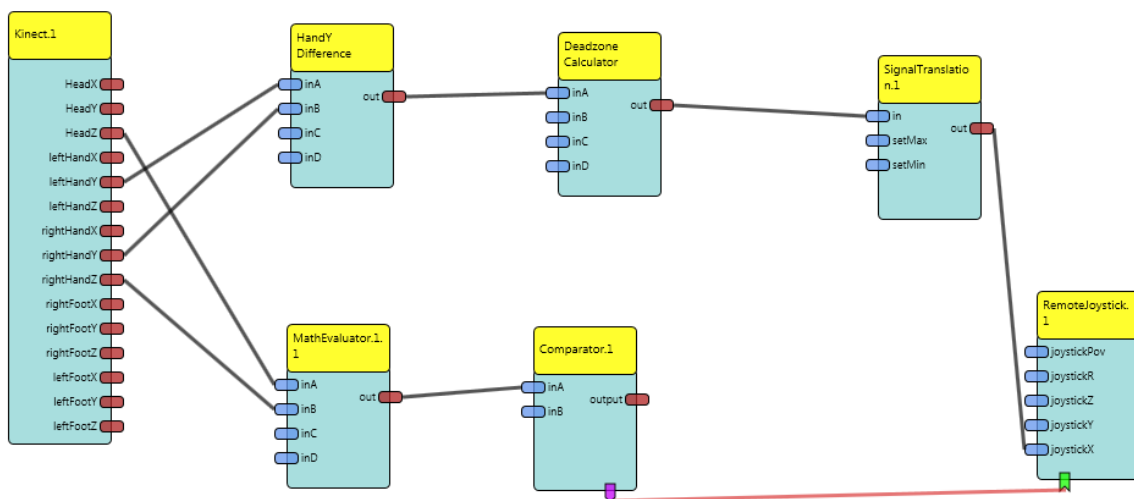 Kinect.1
HeadX
HeadY
HeadZ
leftHandX
leftHandY
leftHandZ
rightHandX
rightHandY
rightHandZ
rightFootX
rightFootY
rightFootZ
leftFootX
leftFootY
leftFootZ
HandY
Difference
inA
out
inB
inC
inD
Deadzone
Calculator
inA
out
inB
inC
inD
SignalTranslatio
n.1
in
out
setMax
setMin
MathEvaluator.1.
1
inA
out
inB
inC
inD
Comparator.1
inA
output
inB
RemoteJoystick.
1
joystickPov
joystickR
joystickZ
joystickY
joystickX